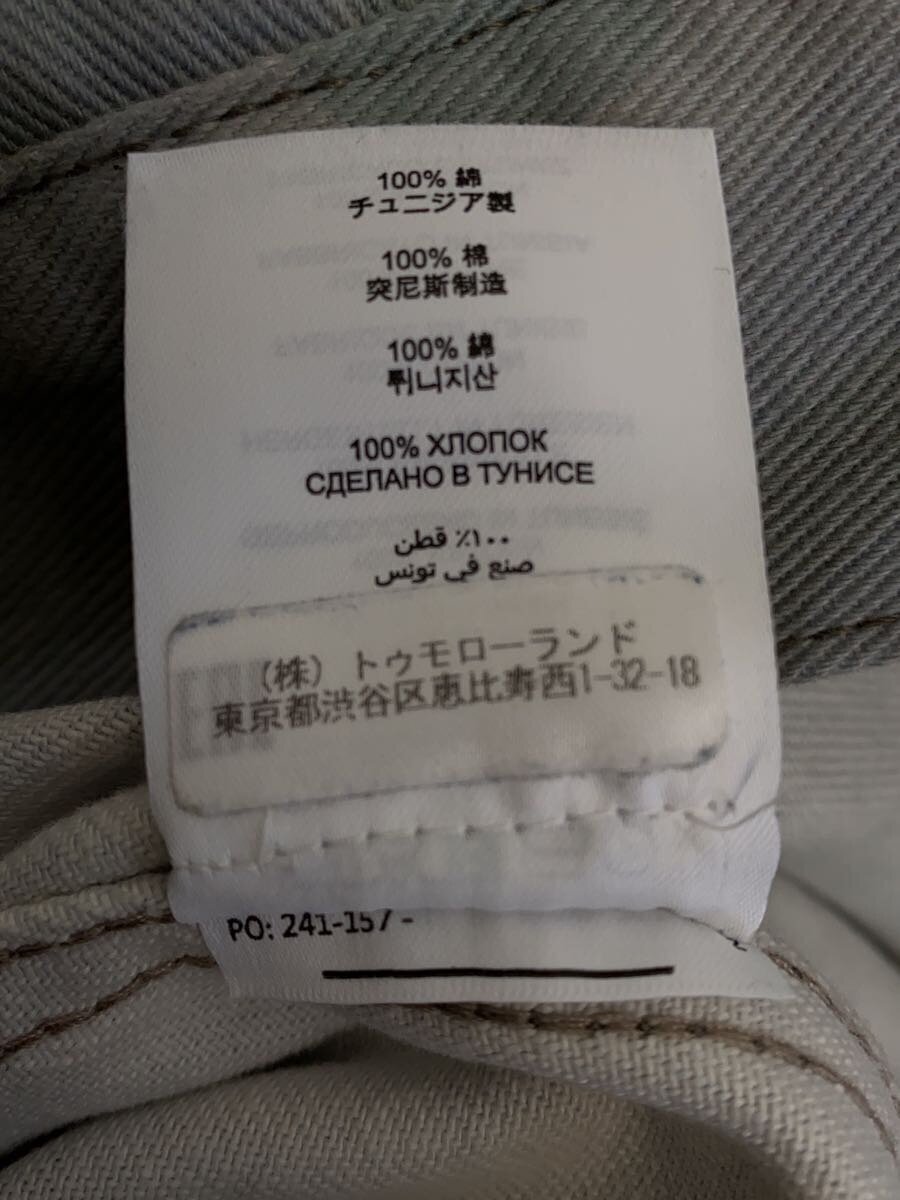 100% 綿
チュニジア製
100% 棉
突尼斯制造
100% 綿
튀니지산
100% ХЛОПОК
СДЕЛАНО В ТУНИСЕ
١٠٠٪ قطن
صنع في تونس
(株) トゥモローランド
東京都渋谷区恵比寿西1-32-18
PO: 241-157 -